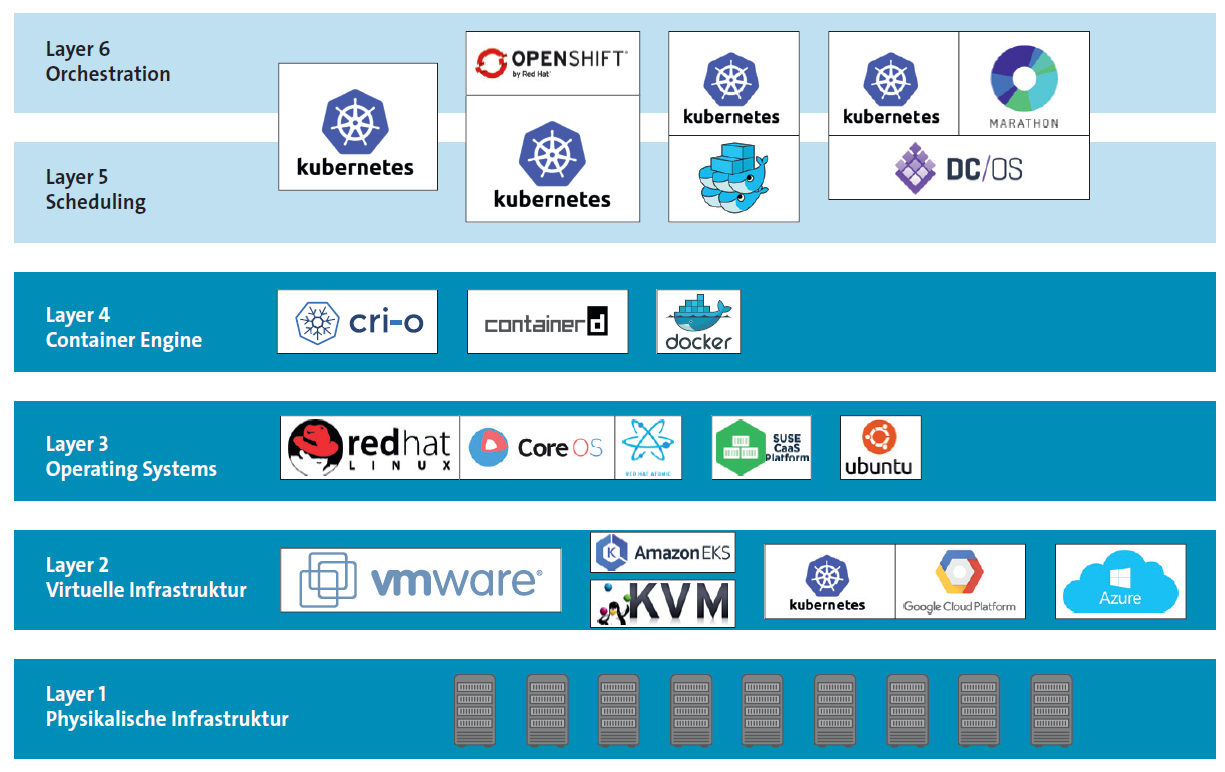 Layer 6
Orchestration
OPENSHIFT
by Red Hat
kubernetes
kubernetes
kubernetes
kubernetes
MARATHON
Layer 5
Scheduling
DC/OS
Layer 4
Container Engine
cri-o
containerd
docker
Layer 3
Operating Systems
redhat
LINUX
Core OS
RED HAT ATOMIC
SUSE
CaaS
Platform
ubuntu
Layer 2
Virtuelle Infrastruktur
vmware®
K
Amazon EKS
KVM
kubernetes
Google Cloud Platform
Azure
Layer 1
Physikalische Infrastruktur